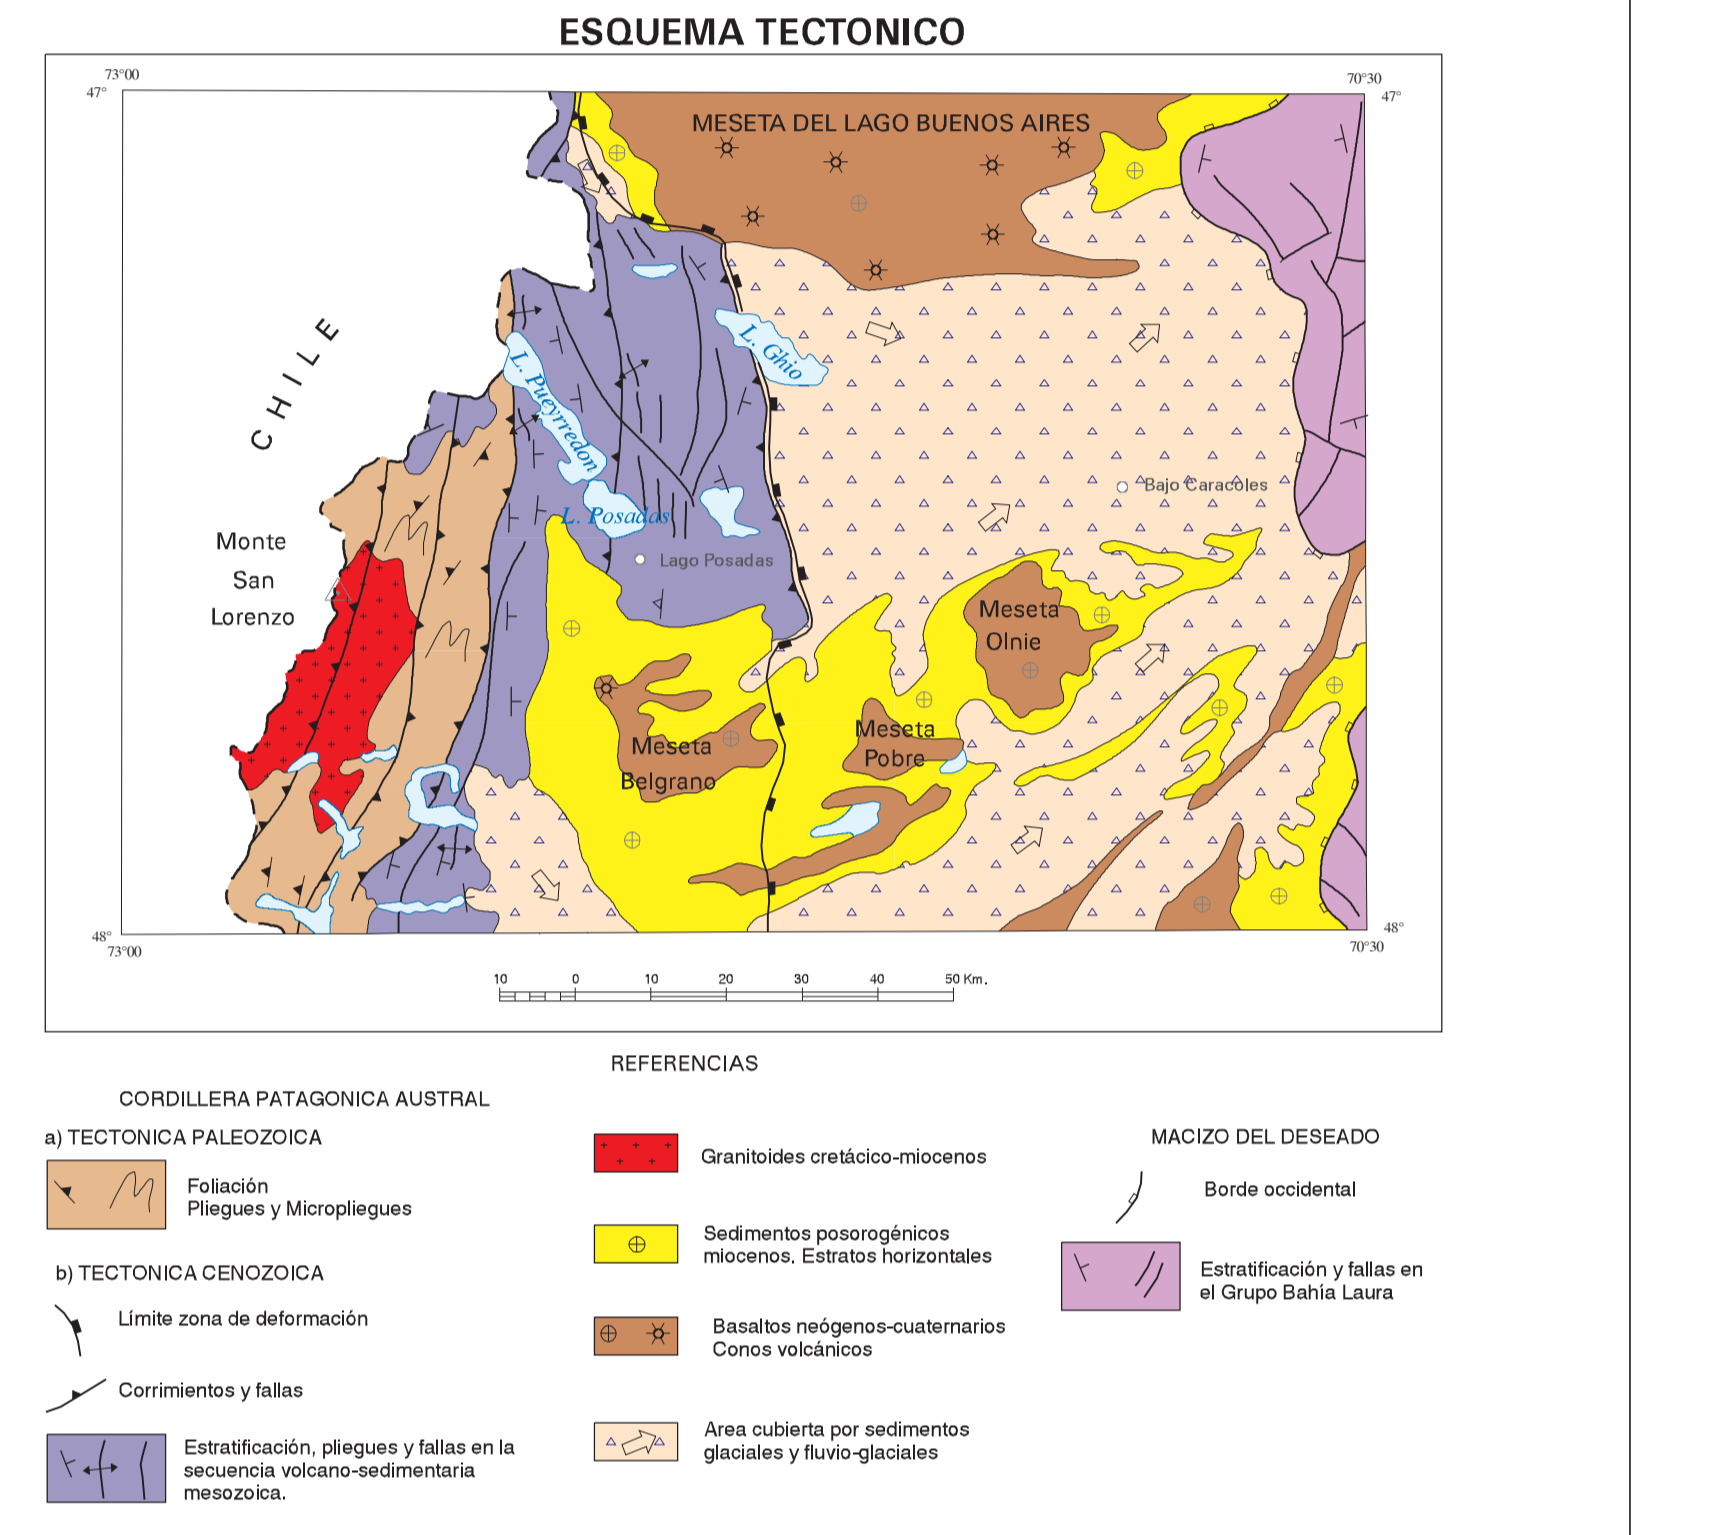 ESQUEMA TECTONICO
73°00
70°30
47°
47°
MESETA DEL LAGO BUENOS AIRES
CHILE
L. Ghio
L. Pueyrredon
Bajo Caracoles
L. Posadas
Monte
San
Lorenzo
Lago Posadas
Meseta
Olnie
Meseta
Pobre
Meseta
Belgrano
48°
48°
73°00
70°30
10 0 10 20 30 40 50 Km.
REFERENCIAS
CORDILLERA PATAGONICA AUSTRAL
a) TECTONICA PALEOZOICA
Foliación
Pliegues y Micropliegues
b) TECTONICA CENOZOICA
Límite zona de deformación
Corrimientos y fallas
Estratificación, pliegues y fallas en la
secuencia volcano-sedimentaria
mesozoica.
Granitoides cretácico-miocenos
Sedimentos posorogénicos
miocenos. Estratos horizontales
Basaltos neógenos-cuaternarios
Conos volcánicos
Area cubierta por sedimentos
glaciales y fluvio-glaciales
MACIZO DEL DESEADO
Borde occidental
Estratificación y fallas en
el Grupo Bahía Laura